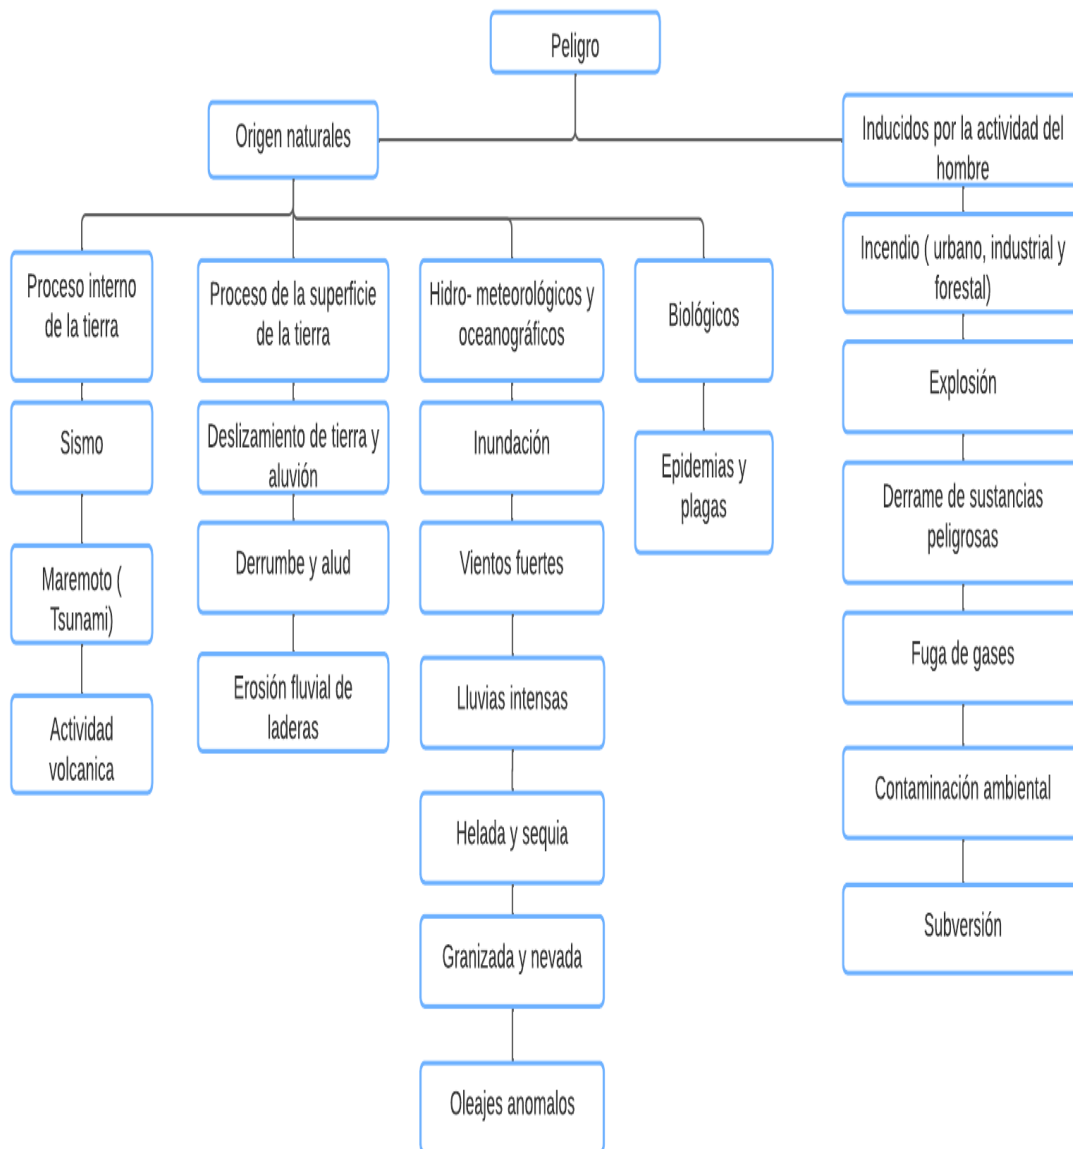 Peligro
Origen naturales
Inducidos por la actividad del
hombre
Proceso interno
de la tierra
Sismo
Maremoto (
Tsunami)
Actividad
volcanica
Proceso de la superficie
de la tierra
Deslizamiento de tierra y
aluvión
Derrumbe y alud
Erosión fluvial de
laderas
Hidro- meteorológicos y
oceanográficos
Inundación
Vientos fuertes
Lluvias intensas
Helada y sequia
Granizada y nevada
Oleajes anomalos
Biológicos
Epidemias y
plagas
Incendio ( urbano, industrial y
forestal)
Explosión
Derrame de sustancias
peligrosas
Fuga de gases
Contaminación ambiental
Subversión